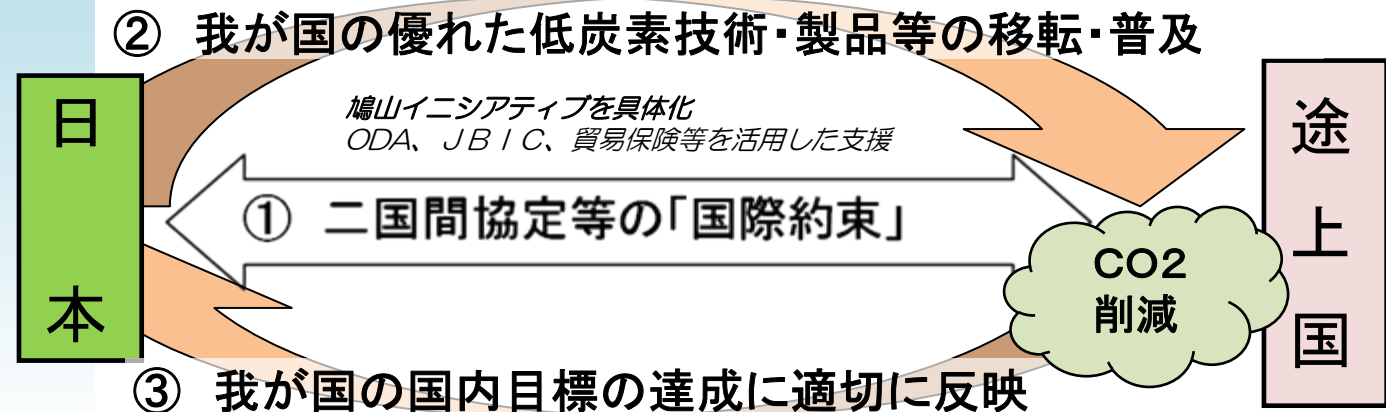 ② 我が国の優れた低炭素技術・製品等の移転・普及
日本
鳩山イニシアティブを具体化
ODA、JBIC、貿易保険等を活用した支援
① 二国間協定等の「国際約束」
途上国
CO2
削減
③ 我が国の国内目標の達成に適切に反映